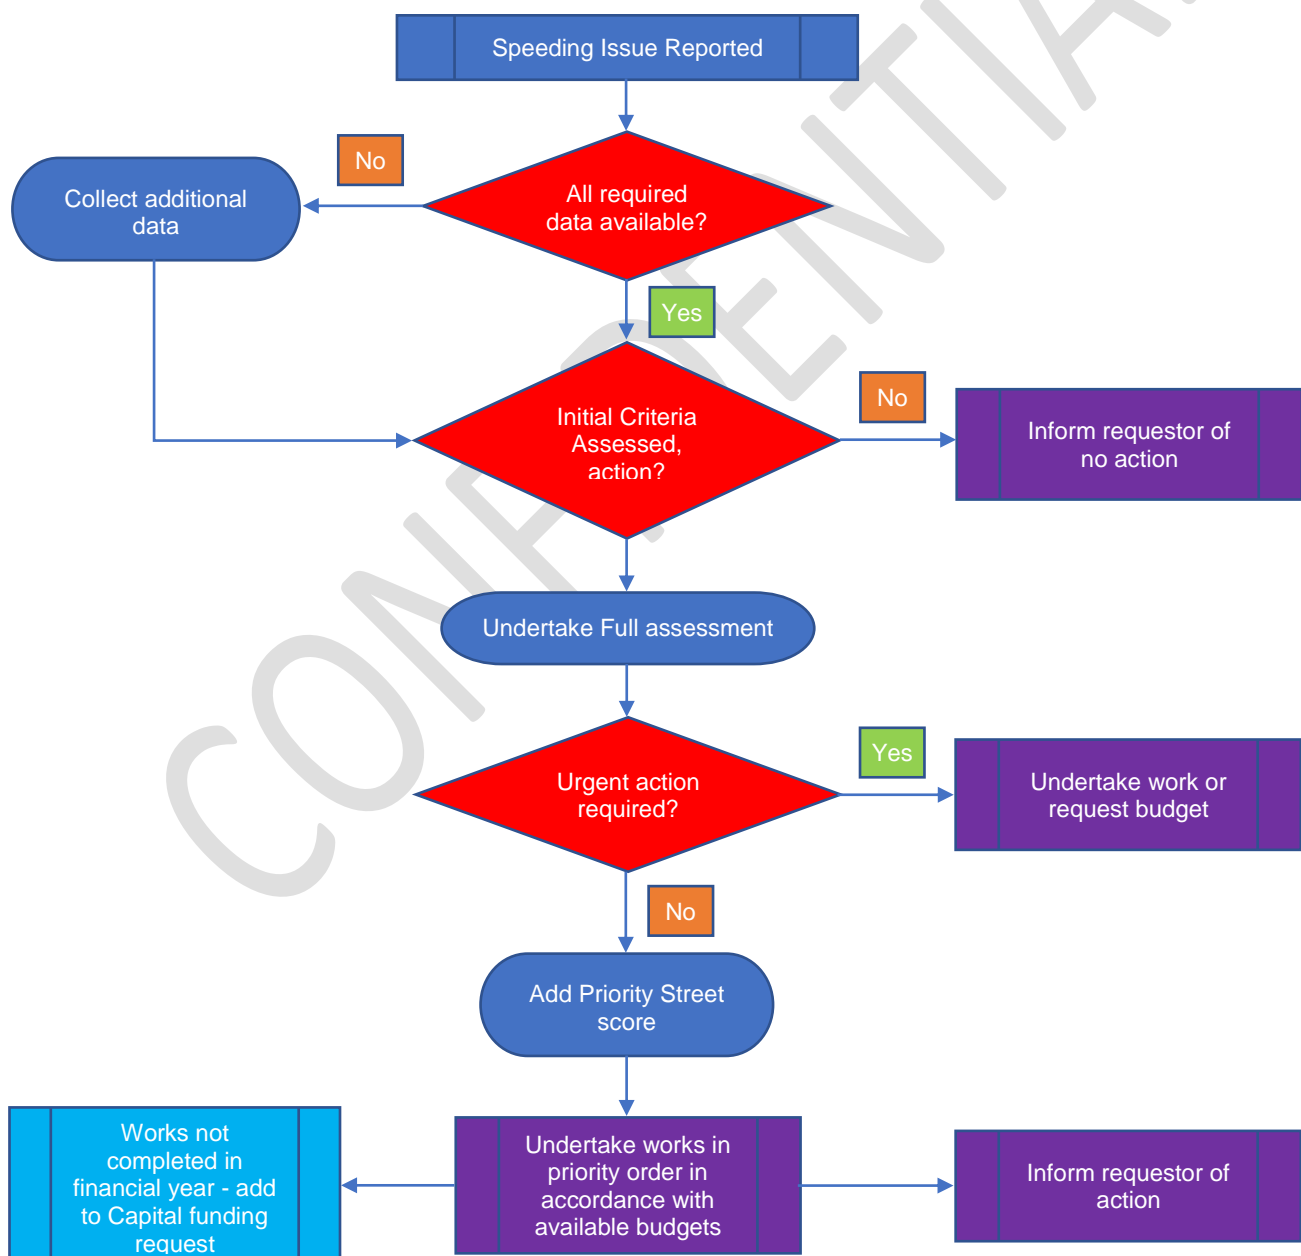 Speeding Issue Reported
No
All required
data available?
Collect additional
data
Yes
Initial Criteria
Assessed,
action?
No
Inform requestor of
no action
Undertake Full assessment
Urgent action
required?
Yes
Undertake work or
request budget
No
Add Priority Street
score
Works not
completed in
financial year - add
to Capital funding
request
Undertake works in
priority order in
accordance with
available budgets
Inform requestor of
action
CONFIDENTIAL